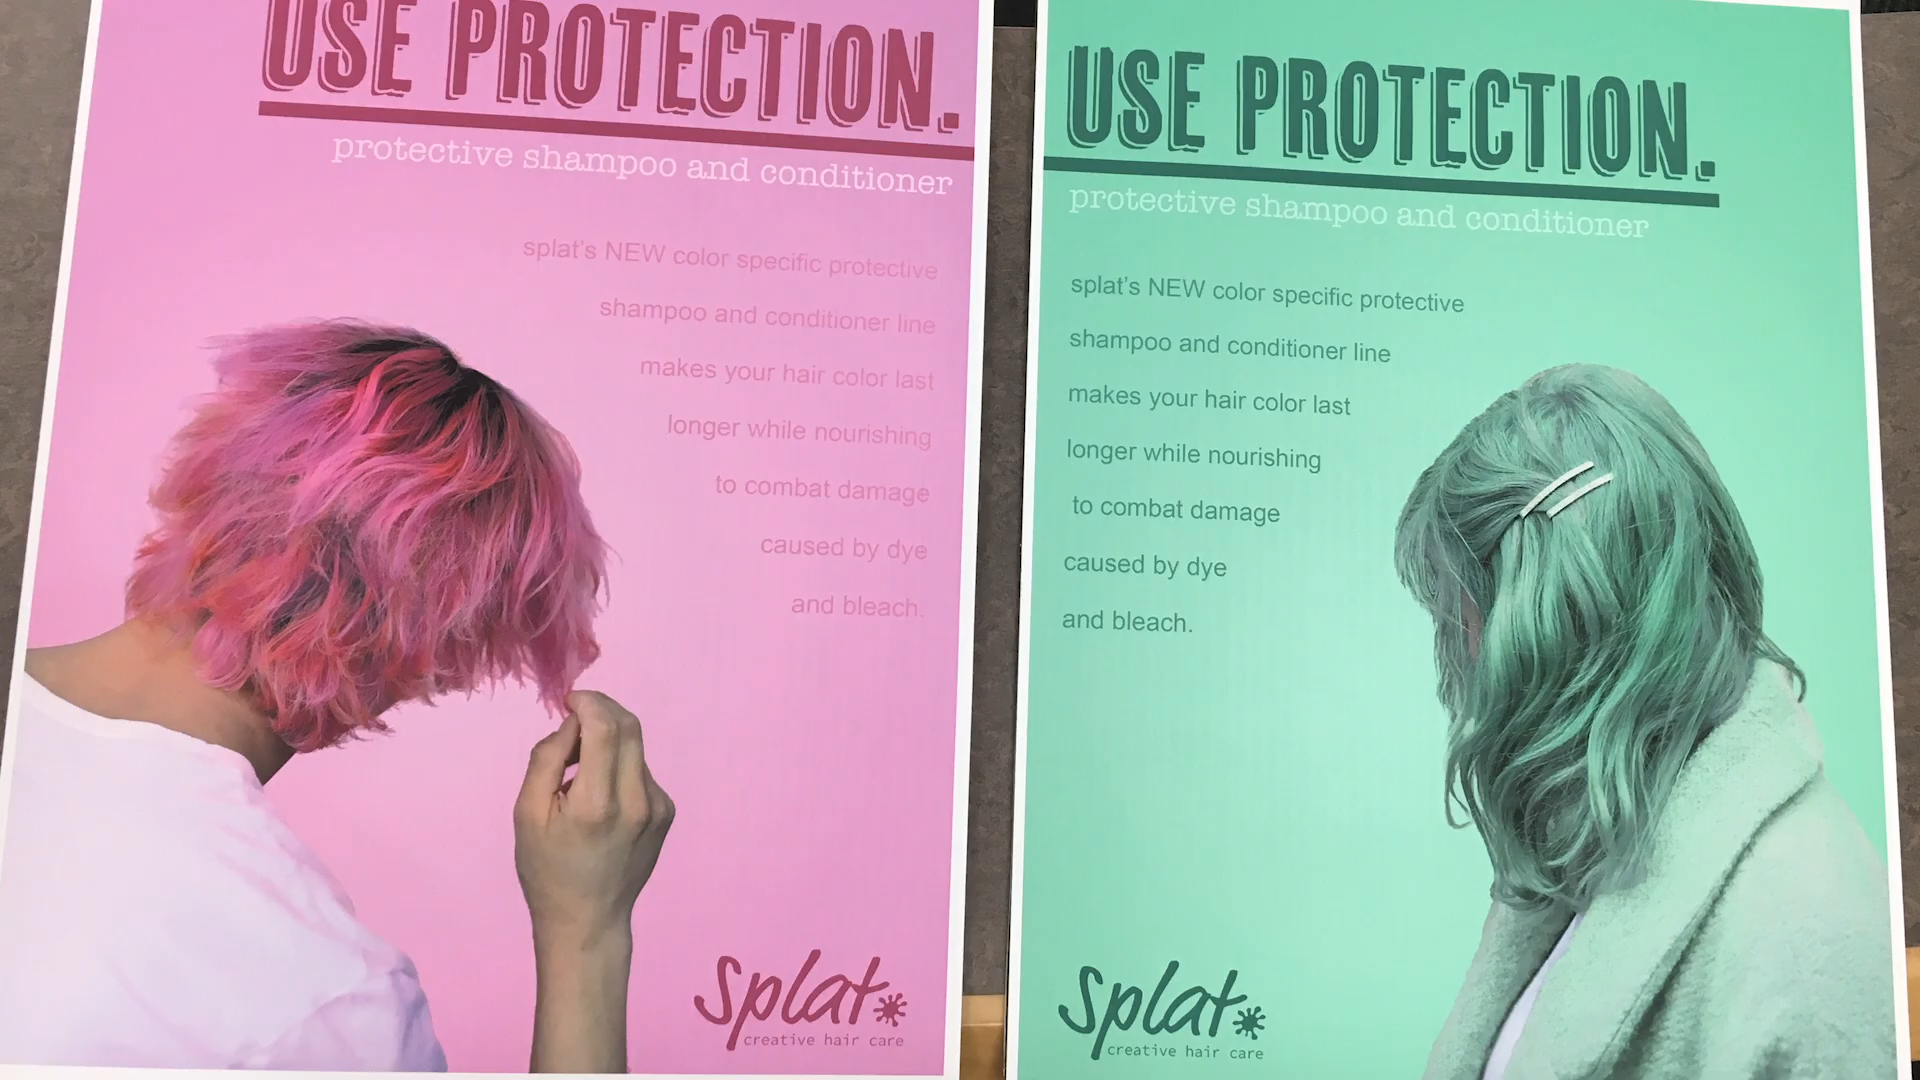 USE PROTECTION.
protective shampoo and conditioner
splat's NEW color specific protective
shampoo and conditioner line
makes your hair color last
longer while nourishing
to combat damage
caused by dye
and bleach.
splat
creative hair care
USE PROTECTION.
protective shampoo and conditioner
splat's NEW color specific protective
shampoo and conditioner line
makes your hair color last
longer while nourishing
to combat damage
caused by dye
and bleach.
splat
creative hair care